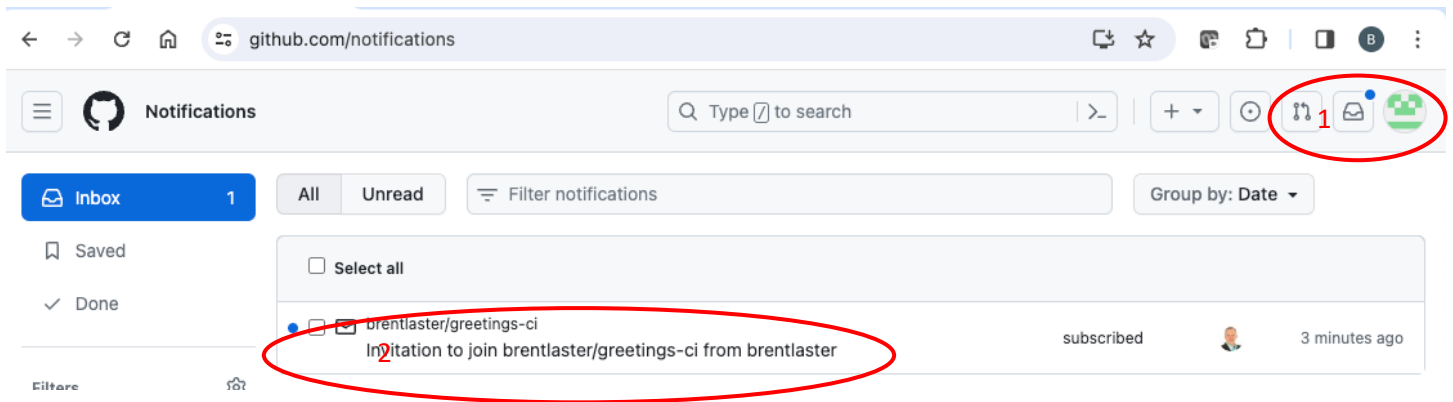 github.com/notifications
B
Notifications
Type / to search
1
Inbox 1
All Unread
Filter notifications
Group by: Date
Saved
Select all
Done
brentlaster/greetings-ci
2
Invitation to join brentlaster/greetings-ci from brentlaster
subscribed
3 minutes ago
Filters